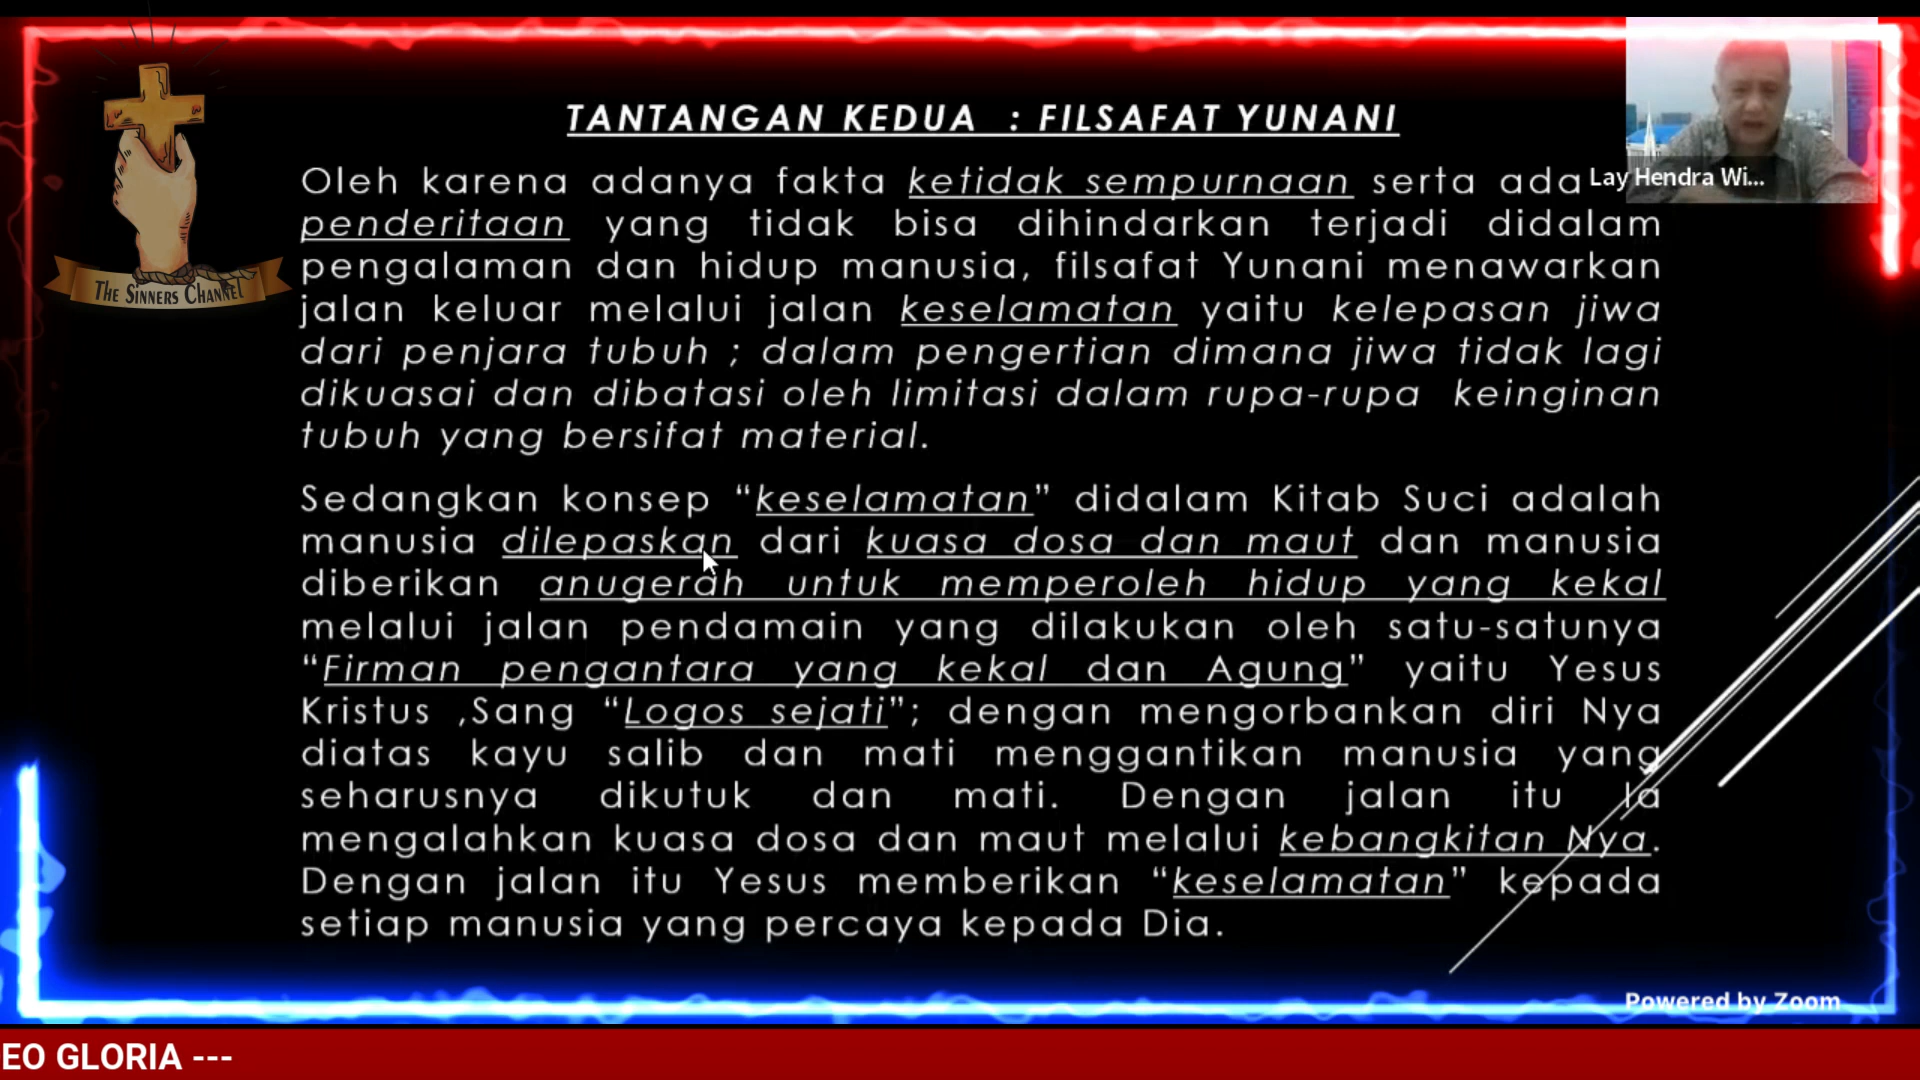 TANTANGAN KEDUA : FILSAFAT YUNANI
Oleh karena adanya fakta ketidak sempurnaan serta ada
penderitaan yang tidak bisa dihindarkan terjadi didalam
pengalaman dan hidup manusia, filsafat Yunani menawarkan
jalan keluar melalui jalan keselamatan yaitu kelepasan jiwa
dari penjara tubuh ; dalam pengertian dimana jiwa tidak lagi
dikuasai dan dibatasi oleh limitasi dalam rupa-rupa keinginan
tubuh yang bersifat material.
Sedangkan konsep “keselamatan” didalam Kitab Suci adalah
manusia dilepaskan dari kuasa dosa dan maut dan manusia
diberikan anugerah untuk memperoleh hidup yang kekal
melalui jalan pendamain yang dilakukan oleh satu-satunya
“Firman pengantara yang kekal dan Agung” yaitu Yesus
Kristus ,Sang “Logos sejati”; dengan mengorbankan diri Nya
diatas kayu salib dan mati menggantikan manusia yang
seharusnya dikutuk dan mati. Dengan jalan itu Ia
mengalahkan kuasa dosa dan maut melalui kebangkitan Nya.
Dengan jalan itu Yesus memberikan “keselamatan” kepada
setiap manusia yang percaya kepada Dia.
Lay Hendra Wi...
THE SINNERS CHANNEL
Powered by Zoom
EO GLORIA ---